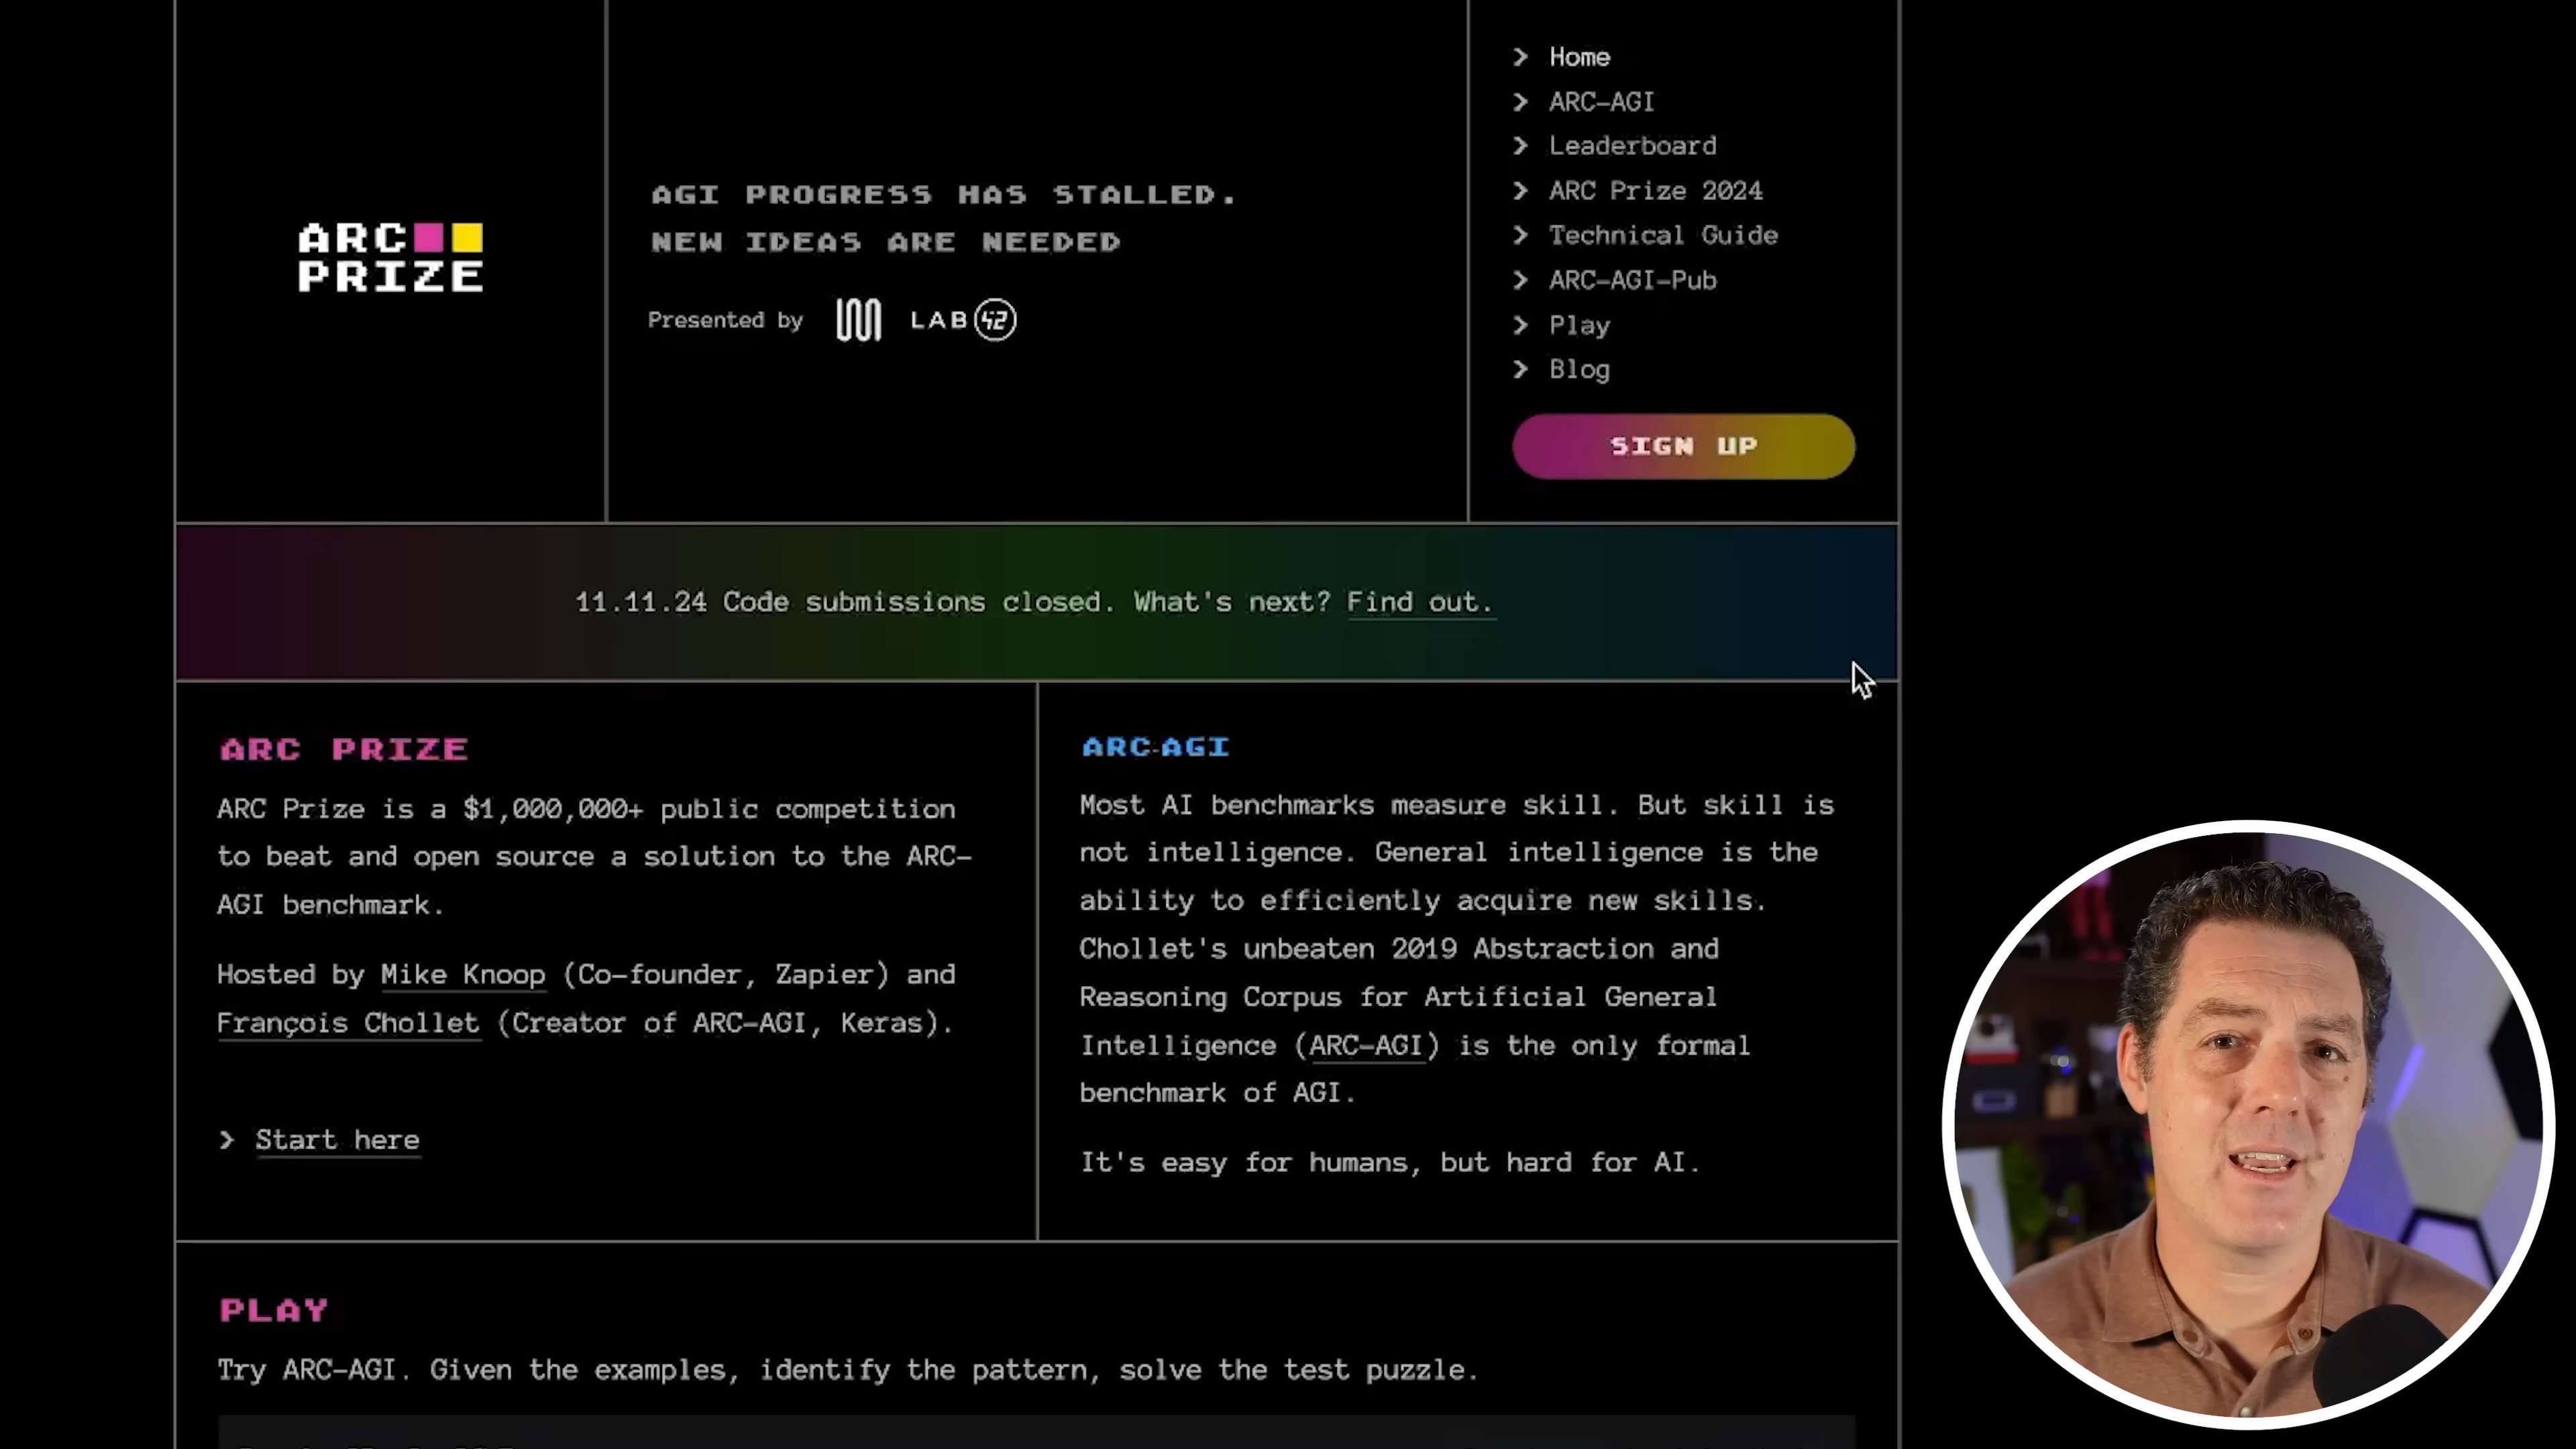 ARC
PRIZE
AGI PROGRESS HAS STALLED.
NEW IDEAS ARE NEEDED
Presented by LAB 42
> Home
> ARC-AGI
> Leaderboard
> ARC Prize 2024
> Technical Guide
> ARC-AGI-Pub
> Play
> Blog
SIGN UP
11.11.24 Code submissions closed. What's next? Find out.
ARC PRIZE
ARC Prize is a $1,000,000+ public competition
to beat and open source a solution to the ARC-
AGI benchmark.
Hosted by Mike Knoop (Co-founder, Zapier) and
François Chollet (Creator of ARC-AGI, Keras).
> Start here
ARC-AGI
Most AI benchmarks measure skill. But skill is
not intelligence. General intelligence is the
ability to efficiently acquire new skills.
Chollet's unbeaten 2019 Abstraction and
Reasoning Corpus for Artificial General
Intelligence (ARC-AGI) is the only formal
benchmark of AGI.
It's easy for humans, but hard for AI.
PLAY
Try ARC-AGI. Given the examples, identify the pattern, solve the test puzzle.